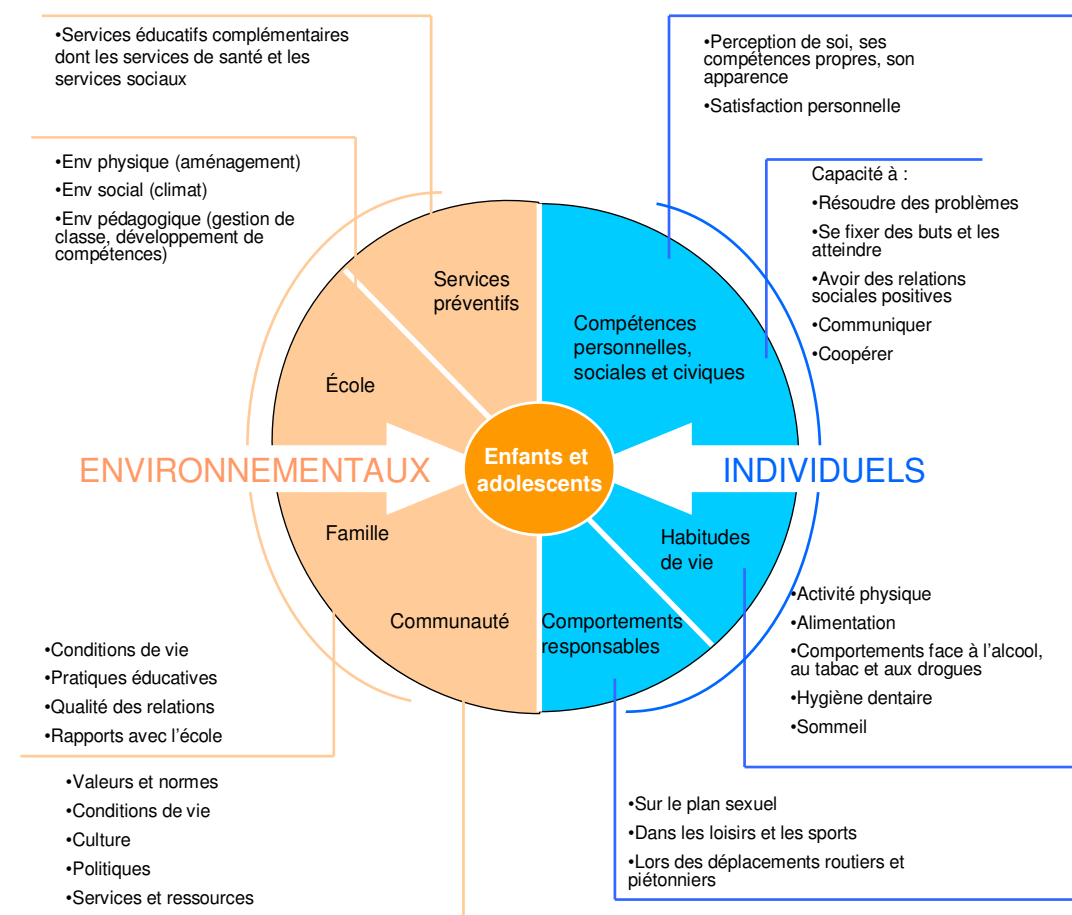 •Services éducatifs complémentaires
dont les services de santé et les
services sociaux
•Env physique (aménagement)
•Env social (climat)
•Env pédagogique (gestion de
classe, développement de
compétences)
•Perception de soi, ses
compétences propres, son
apparence
•Satisfaction personnelle
Capacité à :
•Résoudre des problèmes
•Se fixer des buts et les
atteindre
•Avoir des relations
sociales positives
•Communiquer
•Coopérer
Services
préventifs
École
Compétences
personnelles,
sociales et civiques
ENVIRONNEMENTAUX
Enfants et
adolescents
INDIVIDUELS
Famille
Communauté
Habitudes
de vie
Comportements
responsables
•Conditions de vie
•Pratiques éducatives
•Qualité des relations
•Rapports avec l’école
•Valeurs et normes
•Conditions de vie
•Culture
•Politiques
•Services et ressources
•Activité physique
•Alimentation
•Comportements face à l’alcool,
au tabac et aux drogues
•Hygiène dentaire
•Sommeil
•Sur le plan sexuel
•Dans les loisirs et les sports
•Lors des déplacements routiers et
piétonniers